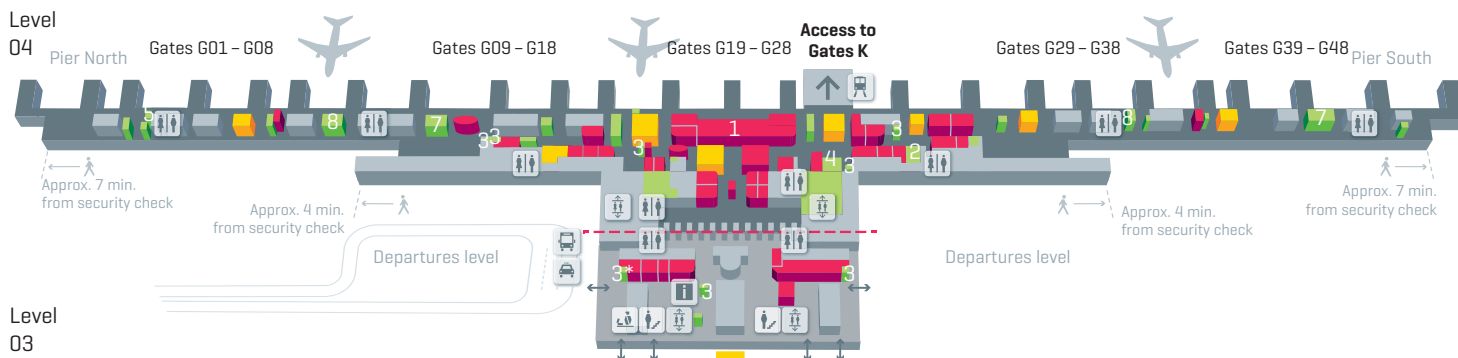 Level
04
Pier North
Gates G01 – G08
Gates G09 – G18
Gates G19 – G28
Access to
Gates K
Gates G29 – G38
Gates G39 – G48
Pier South
5
8
7
3
3
3
1
3
4
3
2
8
7
Approx. 7 min.
from security check
Approx. 4 min.
from security check
Approx. 4 min.
from security check
Approx. 7 min.
from security check
Departures level
Departures level
3*
i
3
3
Level
03